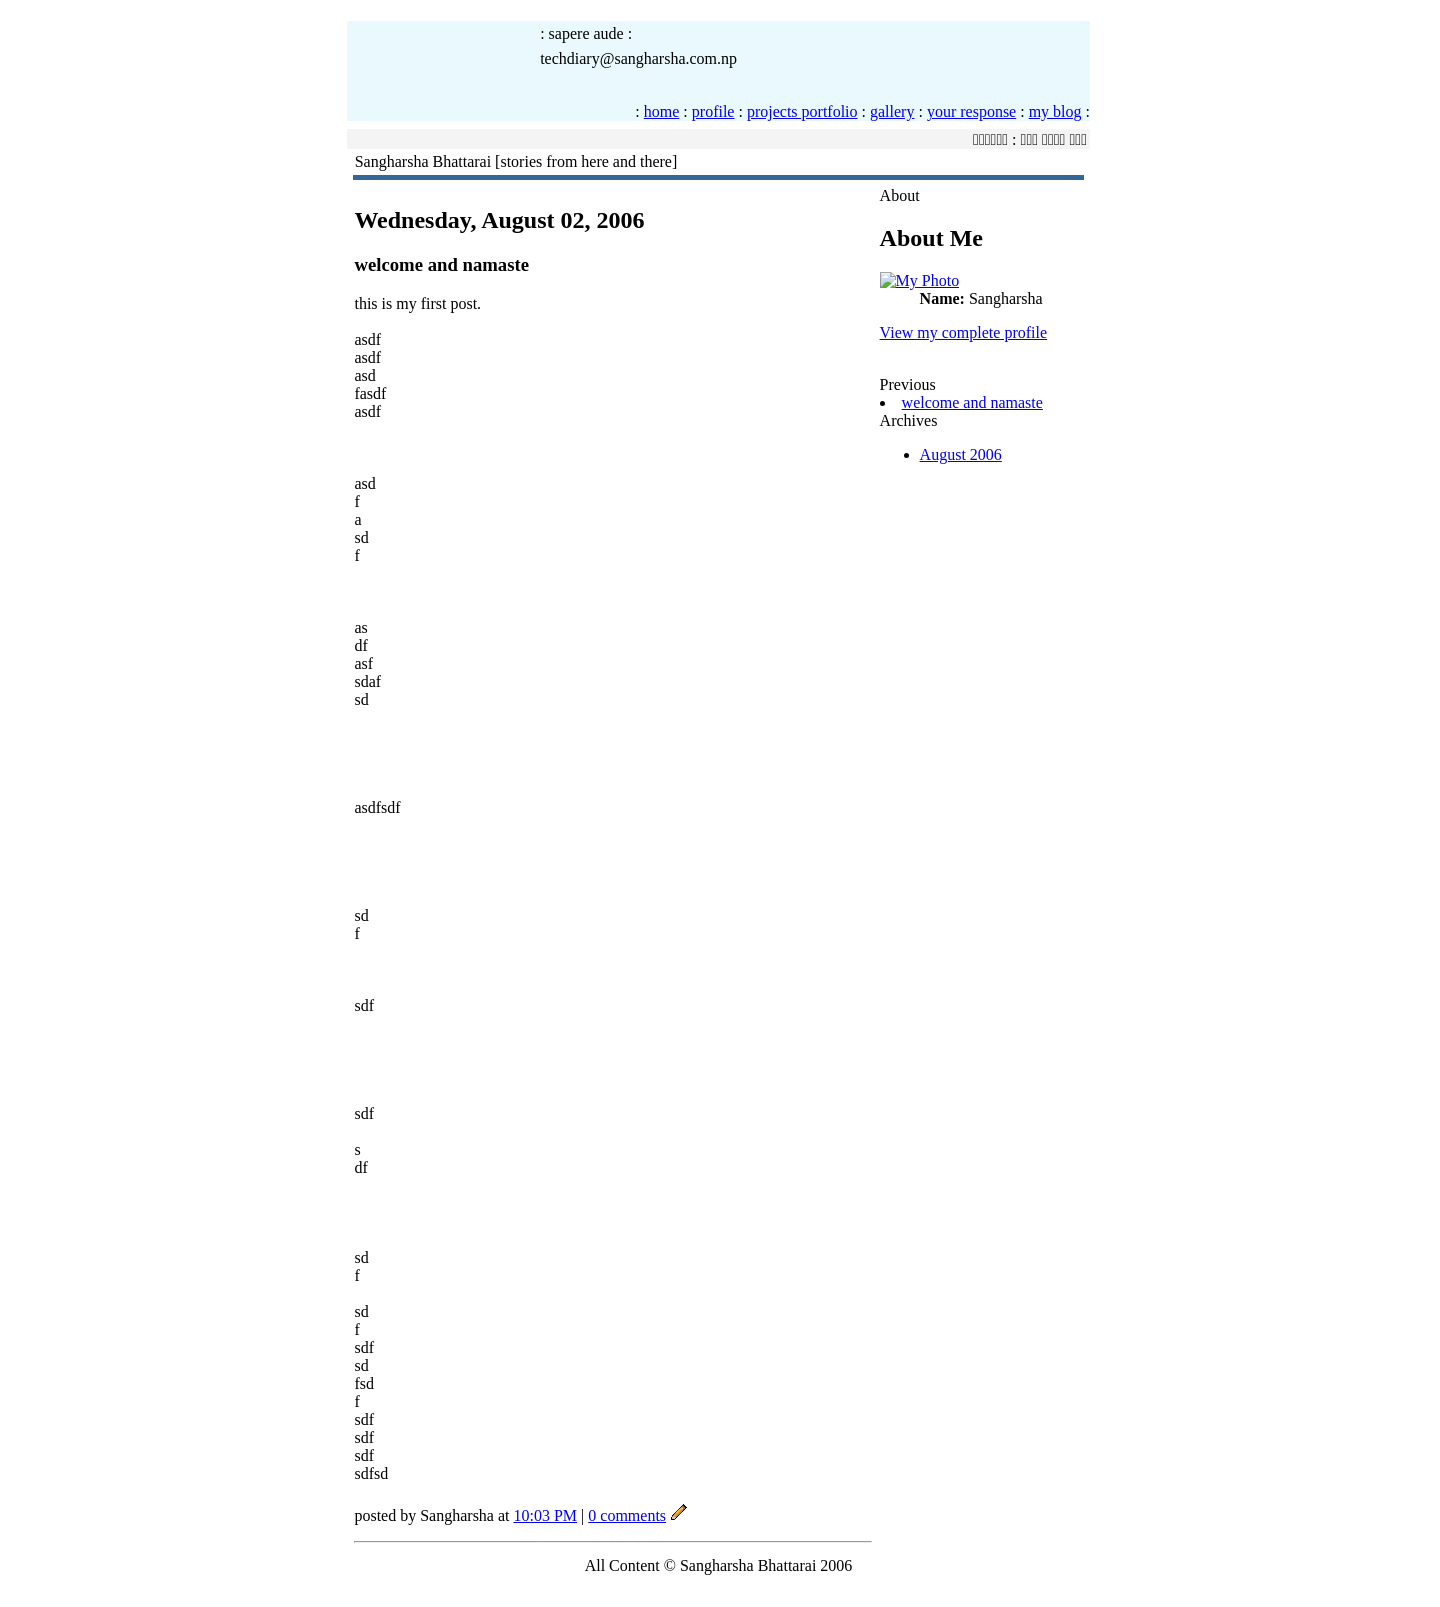 : sapere aude :
techdiary@sangharsha.com.np
: home : profile : projects portfolio : gallery : your response : my blog :
Sangharsha Bhattarai [stories from here and there]
About
Wednesday, August 02, 2006
About Me
welcome and namaste
My Photo
Name: Sangharsha
this is my first post.
View my complete profile
asdf
asdf
asd
fasdf
asdf
Previous
welcome and namaste
Archives
August 2006
asd
f
a
sd
f
as
df
asf
sdaf
sd
asdfsdf
sd
f
sdf
sdf
s
df
sd
f
sd
f
sdf
sd
fsd
f
sdf
sdf
sdf
sdfsd
posted by Sangharsha at 10:03 PM | 0 comments
All Content © Sangharsha Bhattarai 2006